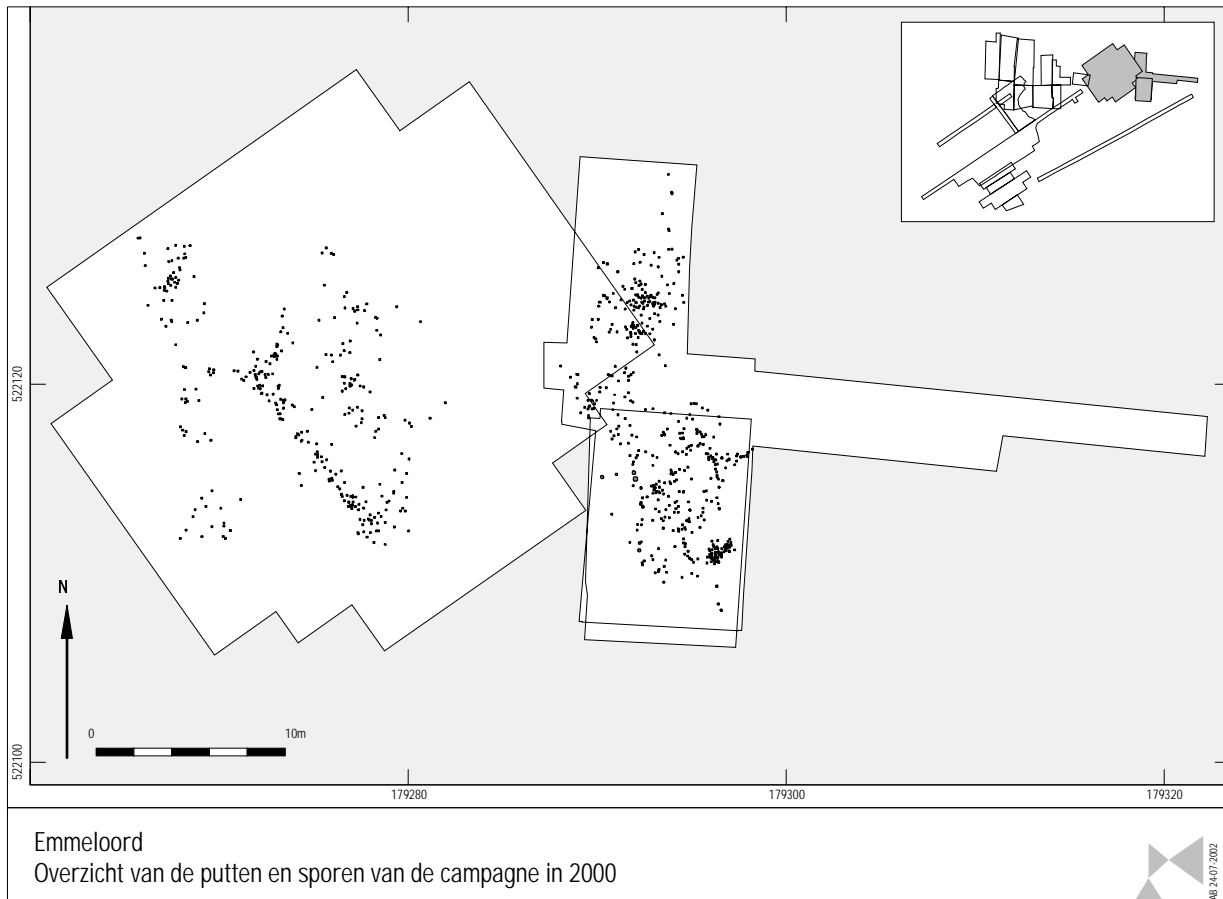 522120
522100
N
0
10m
179280
179300
179320
Emmeloord
Overzicht van de putten en sporen van de campagne in 2000
AB 24-07-2002